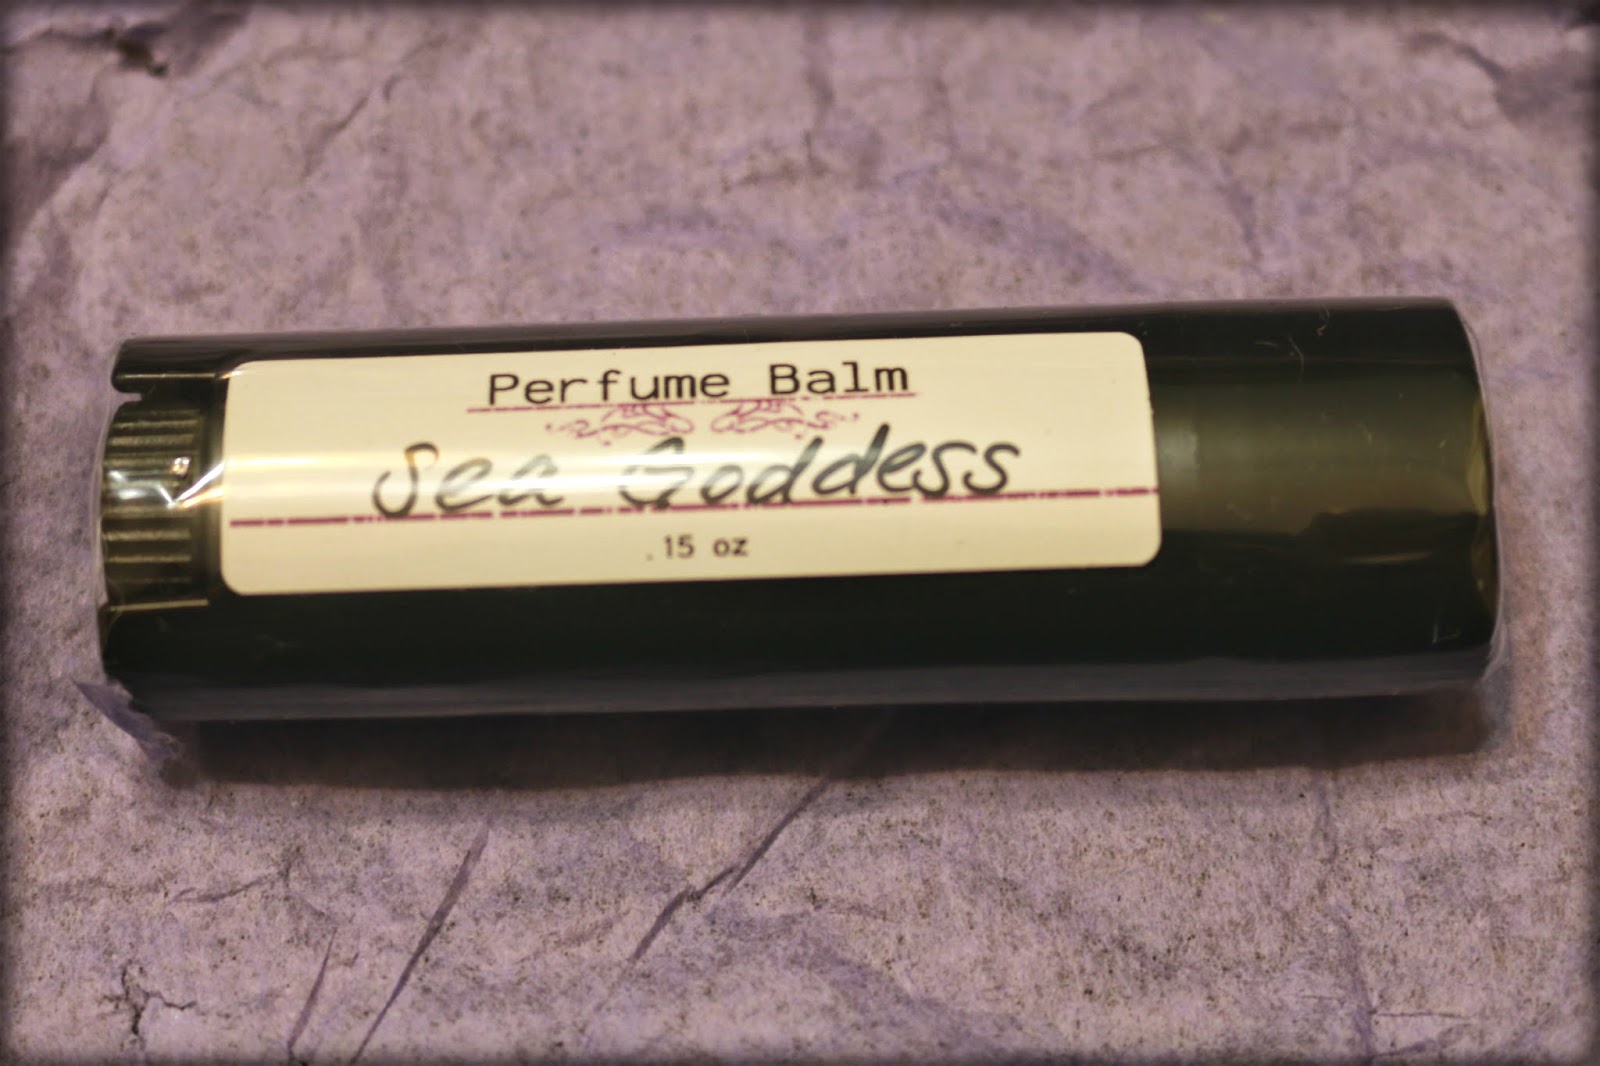 Perfume Balm
Sea Goddess
.15 oz